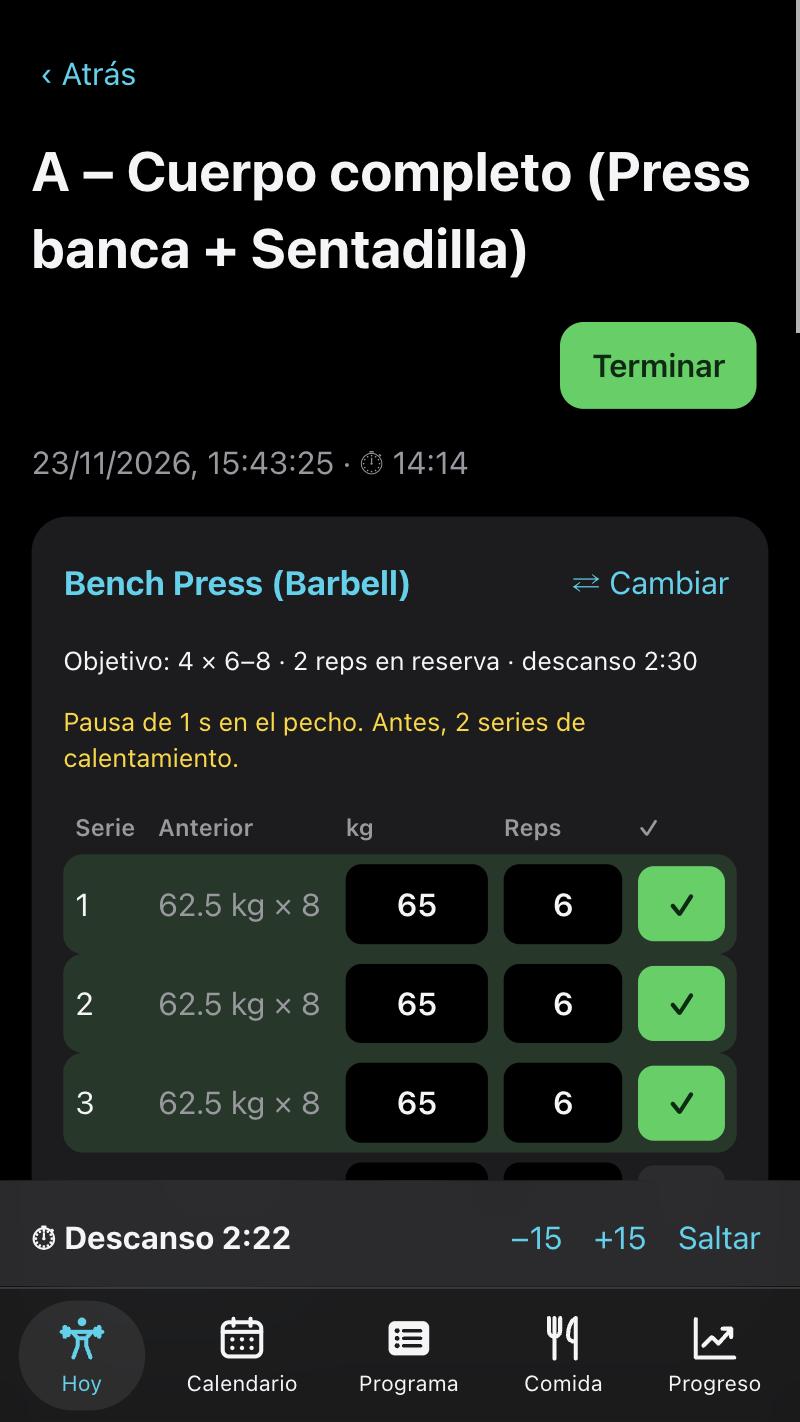 ‹ Atrás
A – Cuerpo completo (Press
banca + Sentadilla)
Terminar
23/11/2026, 15:43:25 · ⏱ 14:14
Bench Press (Barbell)
⇄ Cambiar
Objetivo: 4 × 6–8 · 2 reps en reserva · descanso 2:30
Pausa de 1 s en el pecho. Antes, 2 series de
calentamiento.
Serie Anterior kg Reps ✓
1 62.5 kg × 8 65 6 ✓
2 62.5 kg × 8 65 6 ✓
3 62.5 kg × 8 65 6 ✓
⏱ Descanso 2:22 −15 +15 Saltar
Hoy Calendario Programa Comida Progreso